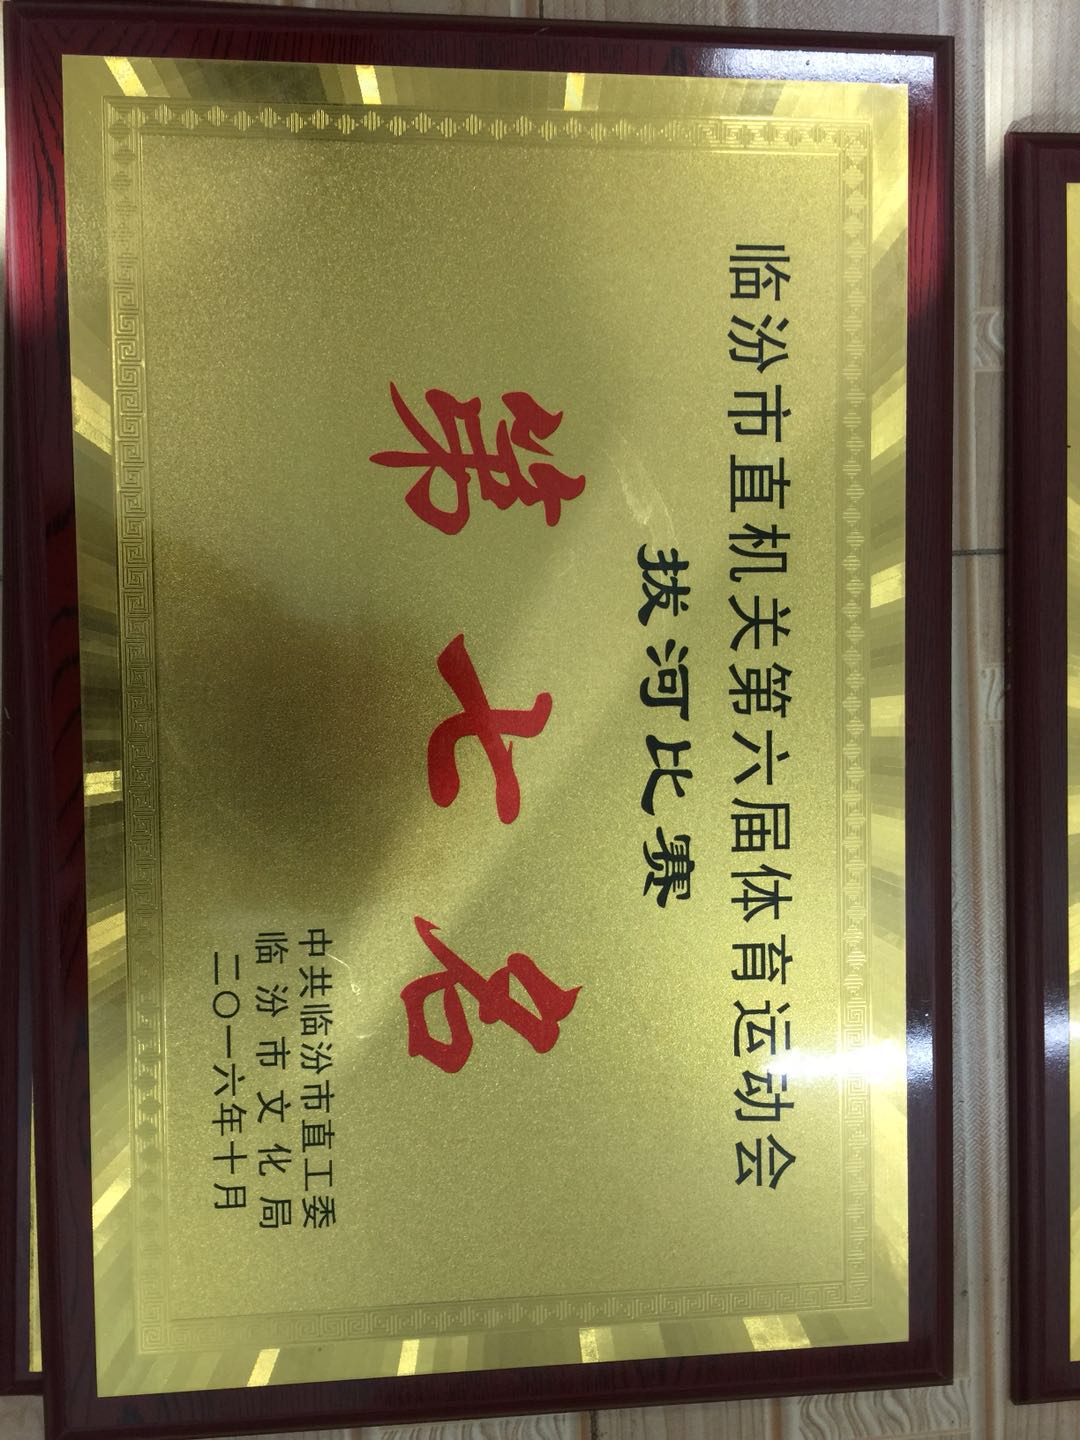 临汾市直机关第六届体育运动会
拔河比赛
第七名
中共临汾市直工委
临汾市文化局
二〇一六年十月